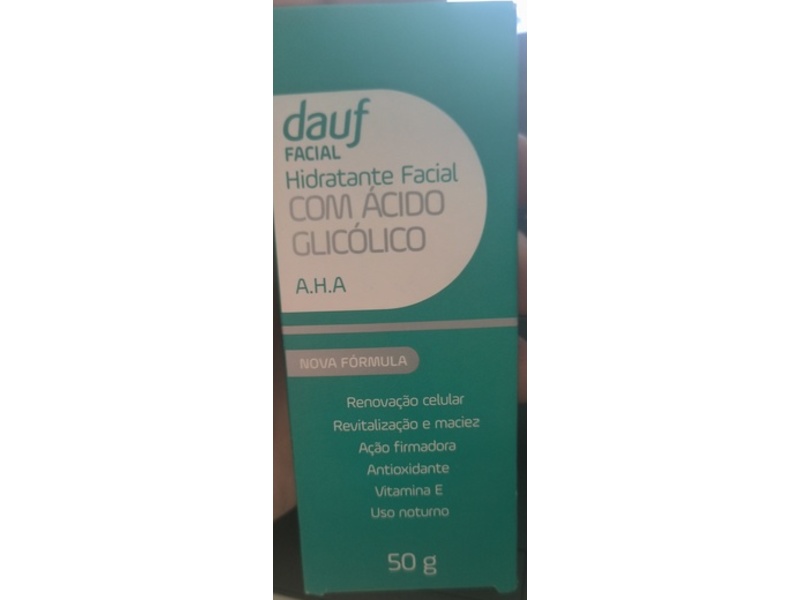 dauf
FACIAL
Hidratante Facial
COM ÁCIDO
GLICÓLICO
A.H.A
NOVA FÓRMULA
Renovação celular
Revitalização e maciez
Ação firmadora
Antioxidante
Vitamina E
Uso noturno
50 g